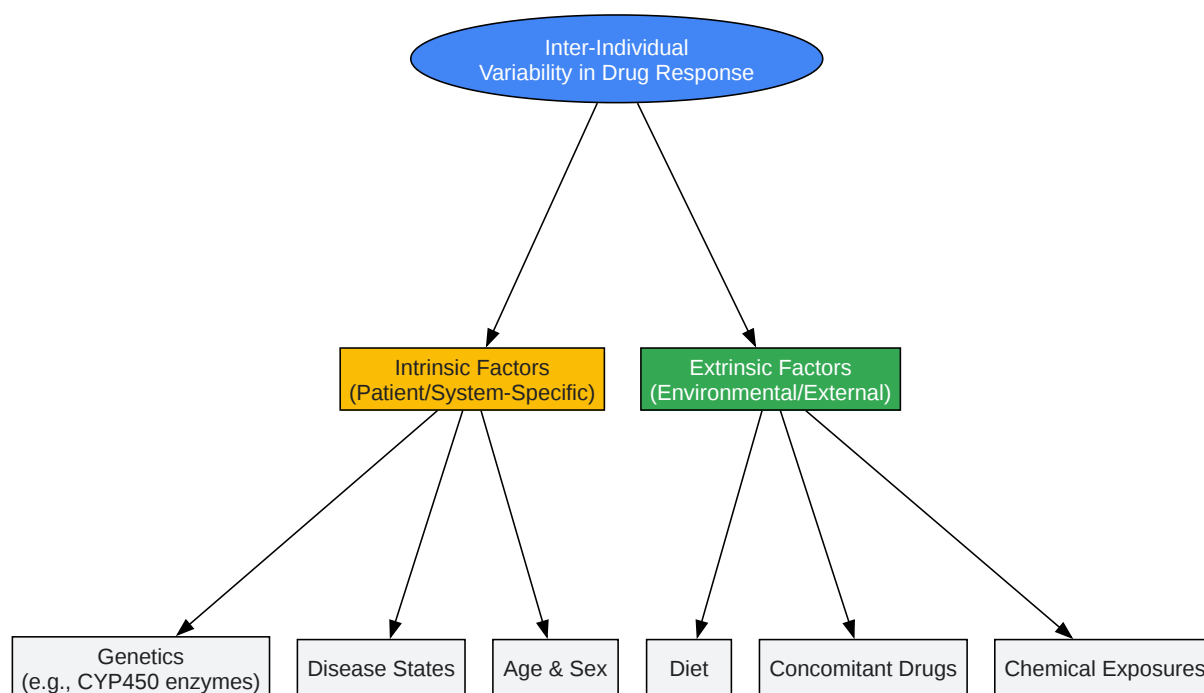 Inter-Individual
Variability in Drug Response
Intrinsic Factors
(Patient/System-Specific)
Extrinsic Factors
(Environmental/External)
Genetics
(e.g., CYP450 enzymes)
Disease States
Age & Sex
Diet
Concomitant Drugs
Chemical Exposures